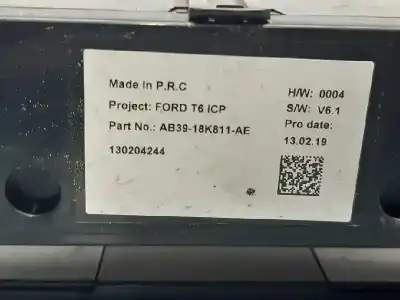 Made In P.R.C
H/W: 0004
Project: FORD T6 ICP
S/W: V6.1
Part No.: AB39-18K811-AE
Pro date:
13.02.19
130204244